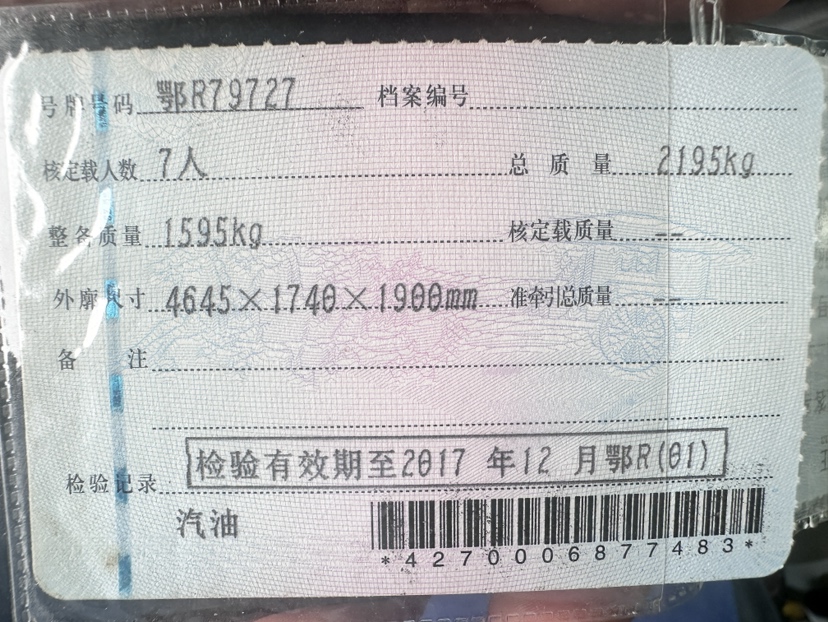 号牌号码 鄂R79727 档案编号
核定载人数 7人 总质量 2195kg
整备质量 1595kg 核定载质量 --
外廓尺寸 4645×1740×1900mm 准牵引总质量 --
备注
检验记录 检验有效期至2017年12月鄂R(01)
汽油
*4270006877483*